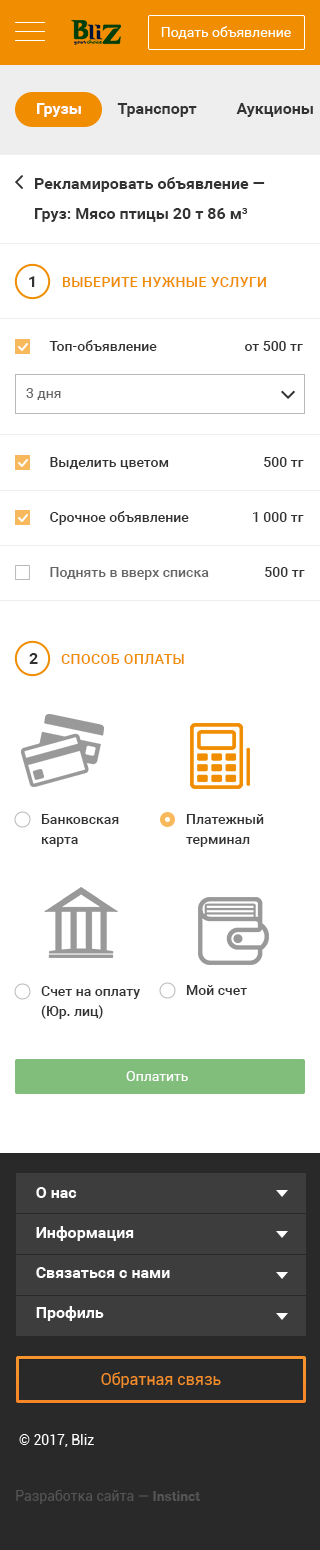 Bliz
Подать объявление
Грузы Транспорт Аукционы
Рекламировать объявление —
Груз: Мясо птицы 20 т 86 м³
1 ВЫБЕРИТЕ НУЖНЫЕ УСЛУГИ
Топ-объявление от 500 тг
3 дня
Выделить цветом 500 тг
Срочное объявление 1 000 тг
Поднять в вверх списка 500 тг
2 СПОСОБ ОПЛАТЫ
Банковская
карта
Платежный
терминал
Счет на оплату
(Юр. лиц)
Мой счет
Оплатить
О нас
Информация
Связаться с нами
Профиль
Обратная связь
© 2017, Bliz
Разработка сайта — Instinct